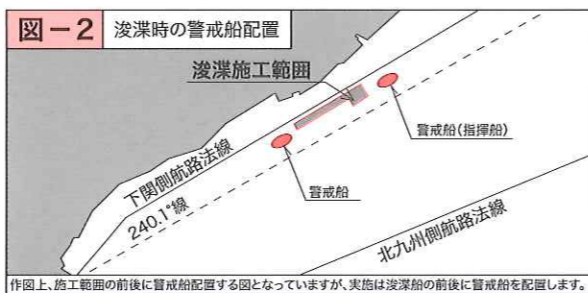 図－2 浚渫時の警戒船配置
浚渫施工範囲
警戒船(指揮船)
警戒船
下関側航路法線
240.1°線
北九州側航路法線
作図上、施工範囲の前後に警戒船配置する図となっていますが、実施は浚渫船の前後に警戒船を配置します。